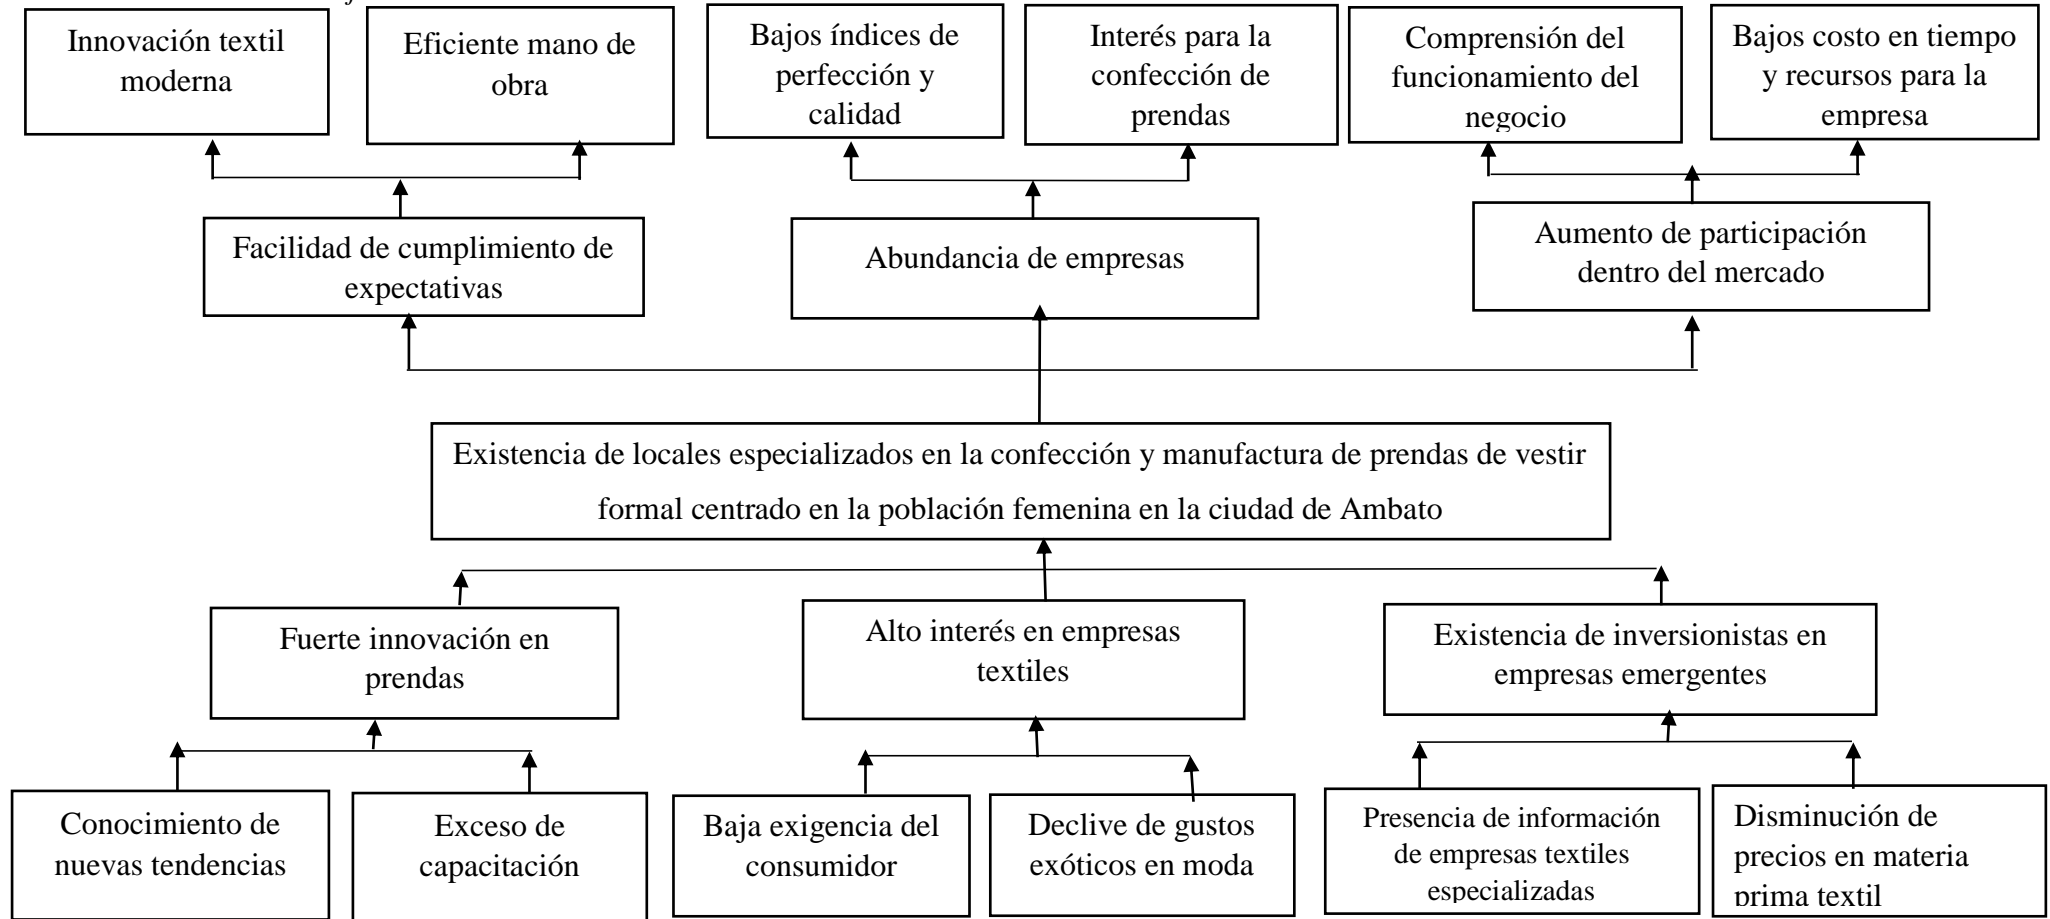 Innovación textil
moderna
Eficiente mano de
obra
Bajos índices de
perfección y
calidad
Interés para la
confección de
prendas
Comprensión del
funcionamiento del
negocio
Bajos costo en tiempo
y recursos para la
empresa
Facilidad de cumplimiento de
expectativas
Abundancia de empresas
Aumento de participación
dentro del mercado
Existencia de locales especializados en la confección y manufactura de prendas de vestir
formal centrado en la población femenina en la ciudad de Ambato
Fuerte innovación en
prendas
Alto interés en empresas
textiles
Existencia de inversionistas en
empresas emergentes
Conocimiento de
nuevas tendencias
Exceso de
capacitación
Baja exigencia del
consumidor
Declive de gustos
exóticos en moda
Presencia de información
de empresas textiles
especializadas
Disminución de
precios en materia
prima textil